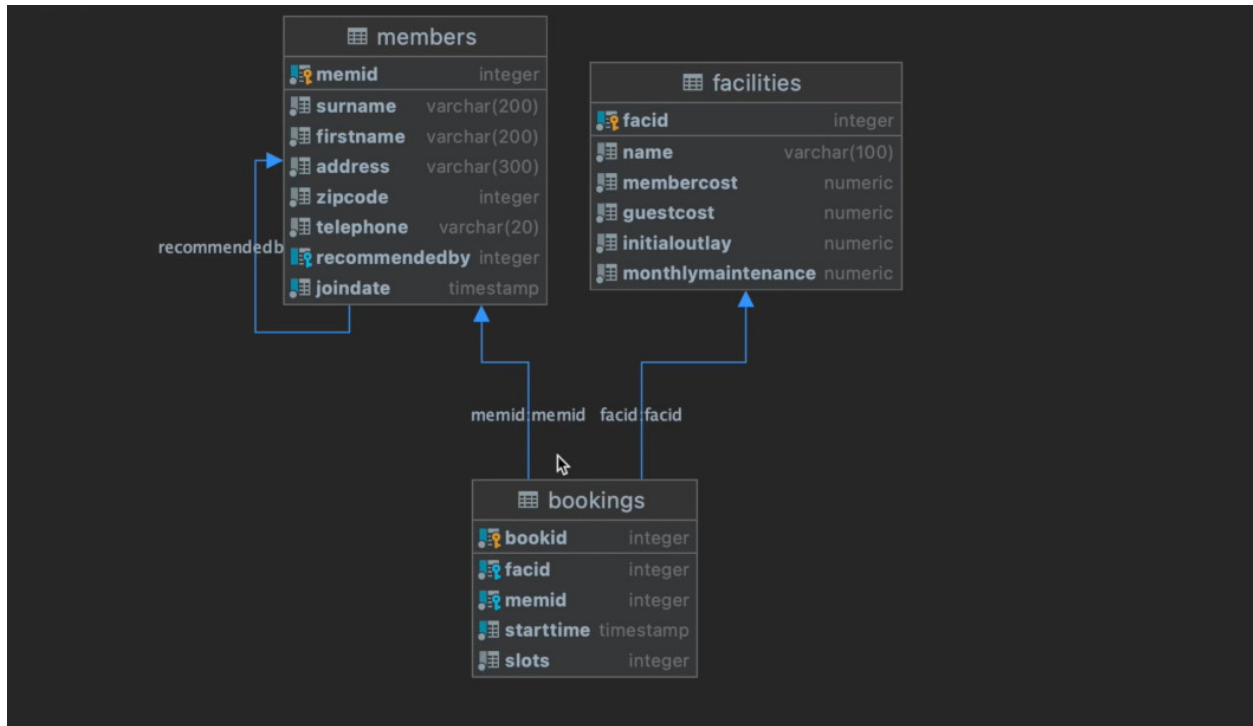 members
memid integer
surname varchar(200)
firstname varchar(200)
address varchar(300)
zipcode integer
telephone varchar(20)
recommendedby integer
joindate timestamp
recommendedb
facilities
facid integer
name varchar(100)
membercost numeric
guestcost numeric
initialoutlay numeric
monthlymaintenance numeric
memid:memid
facid:facid
bookings
bookid integer
facid integer
memid integer
starttime timestamp
slots integer